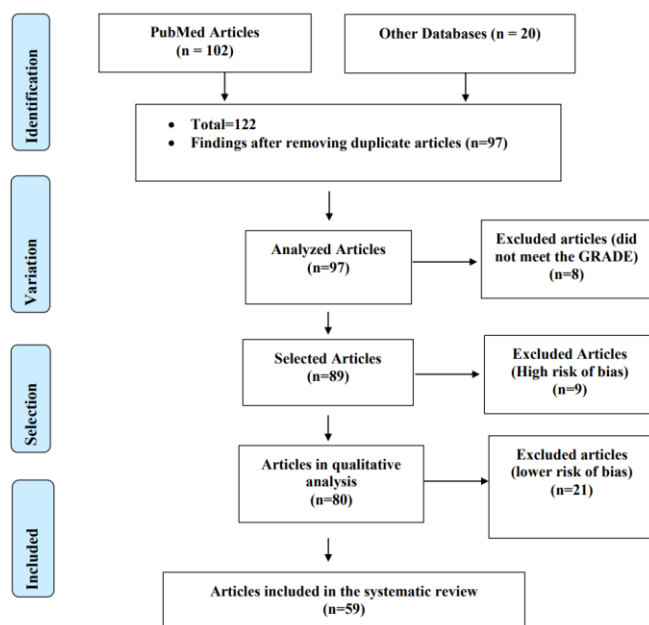 Identification
PubMed Articles
(n = 102)
Other Databases (n = 20)
• Total=122
• Findings after removing duplicate articles (n=97)
Variation
Analyzed Articles
(n=97)
Excluded articles (did
not meet the GRADE)
(n=8)
Selection
Selected Articles
(n=89)
Excluded Articles
(High risk of bias)
(n=9)
Included
Articles in qualitative
analysis
(n=80)
Excluded articles
(lower risk of bias)
(n=21)
Articles included in the systematic review
(n=59)